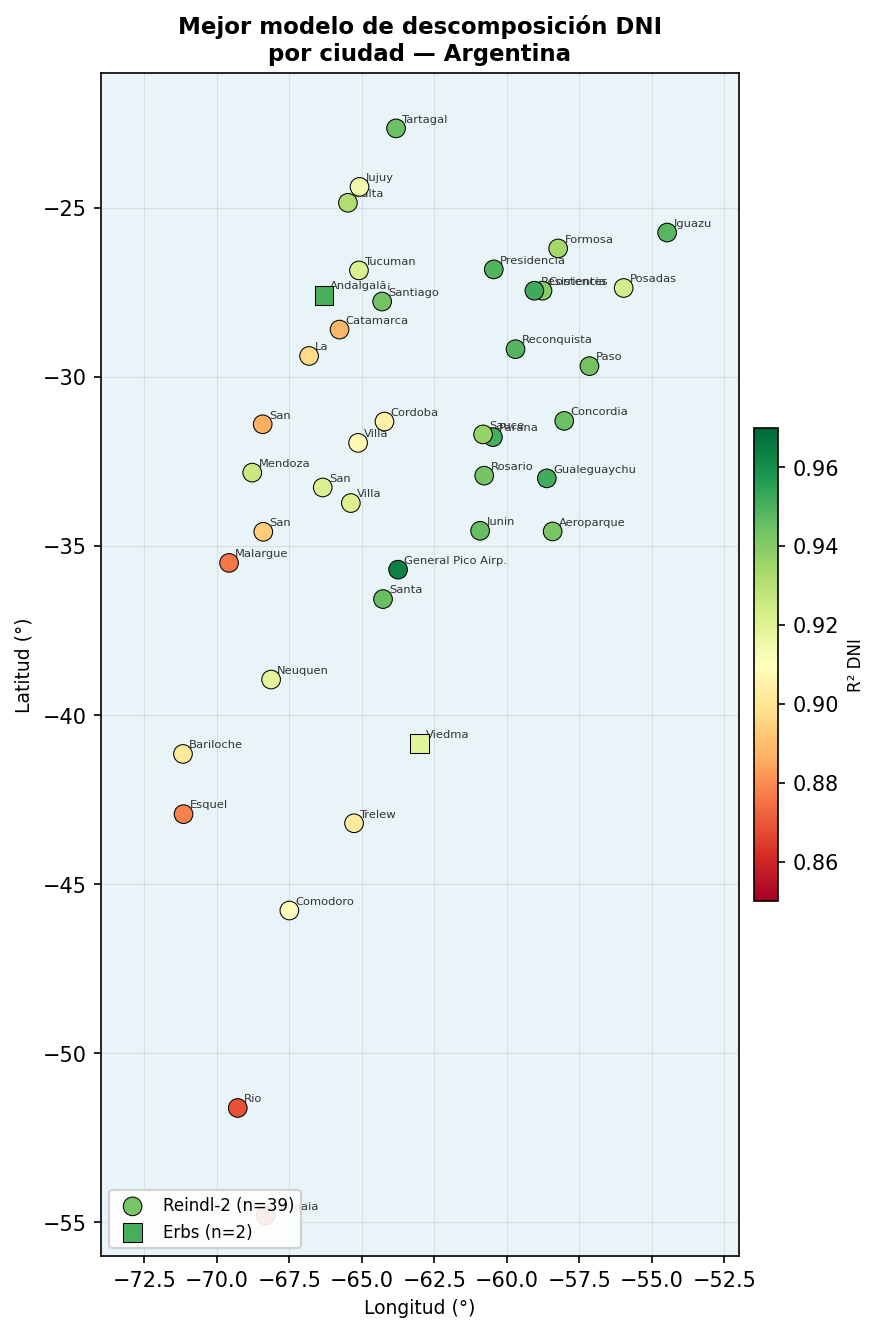 Mejor modelo de descomposición DNI
por ciudad — Argentina
Tartagal
Jujuy
Iguazu
Formosa
Tucuman
Presidencia
Posadas
Andalgalã¡
Santiago
Catamarca
Reconquista
La
Paso
San
Cordoba
Concordia
Villa
Parana
Mendoza
Rosario
Gualeguaychu
San
Villa
San
Junin
Aeroparque
Malargue
General Pico Airp.
Santa
Neuquen
Viedma
Bariloche
Esquel
Trelew
Comodoro
Rio
Reindl-2 (n=39)
Erbs (n=2)
−25
−30
−35
−40
−45
−50
−55
Latitud (°)
−72.5 −70.0 −67.5 −65.0 −62.5 −60.0 −57.5 −55.0 −52.5
Longitud (°)
0.96
0.94
0.92
0.90
0.88
0.86
R² DNI